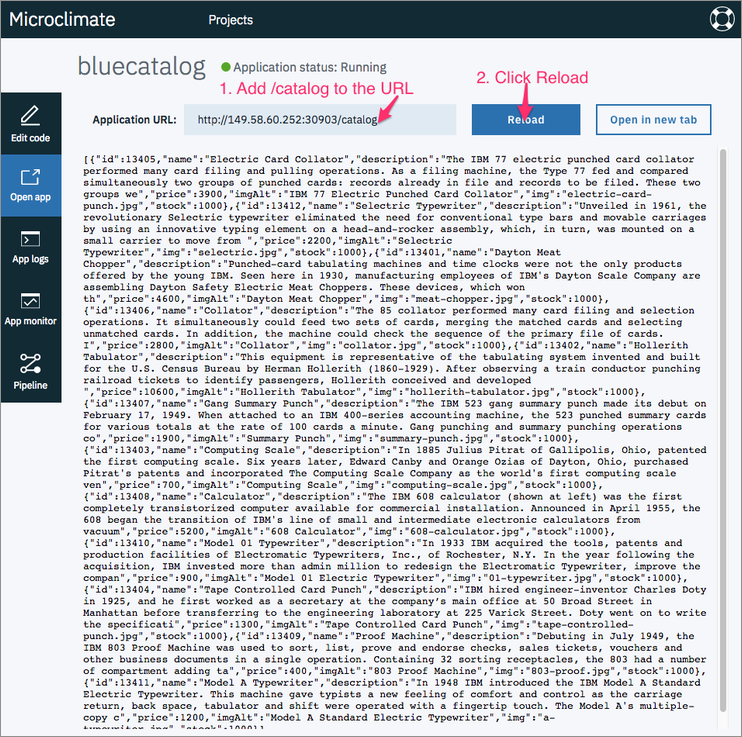 Microclimate
Projects
bluecatalog
Application status: Running
1. Add /catalog to the URL
2. Click Reload
Edit code
Application URL:
http://149.58.60.252:30903/catalog
Reload
Open in new tab
Open app
App logs
App monitor
Pipeline
[{"id":13405,"name":"Electric Card Collator","description":"The IBM 77 electric punched card collator
performed many card filing and pulling operations. As a filing machine, the Type 77 fed and compared
simultaneously two groups of punched cards: records already in file and records to be filed. These two
groups we","price":3900,"imgAlt":"IBM 77 Electric Punched Card Collator","img":"electric-card-
punch.jpg","stock":1000},{"id":13412,"name":"Selectric Typewriter","description":"Unveiled in 1961, the
revolutionary Selectric typewriter eliminated the need for conventional type bars and movable carriages
by using an innovative typing element on a head-and-rocker assembly, which, in turn, was mounted on a
small carrier to move from ","price":2200,"imgAlt":"Selectric
Typewriter","img":"selectric.jpg","stock":1000},{"id":13401,"name":"Dayton Meat
Chopper","description":"Punched-card tabulating machines and time clocks were not the only products
offered by the young IBM. Seen here in 1930, manufacturing employees of IBM's Dayton Scale Company are
assembling Dayton Safety Electric Meat Choppers. These devices, which won
th","price":4600,"imgAlt":"Dayton Meat Chopper","img":"meat-chopper.jpg","stock":1000},
{"id":13406,"name":"Collator","description":"The 85 collator performed many card filing and selection
operations. It simultaneously could feed two sets of cards, merging the matched cards and selecting
unmatched cards. In addition, the machine could check the sequence of the primary file of cards.
I","price":2800,"imgAlt":"Collator","img":"collator.jpg","stock":1000},{"id":13402,"name":"Hollerith
Tabulator","description":"This equipment is representative of the tabulating system invented and built
for the U.S. Census Bureau by Herman Hollerith (1860-1929). After observing a train conductor punching
railroad tickets to identify passengers, Hollerith conceived and developed
","price":10600,"imgAlt":"Hollerith Tabulator","img":"hollerith-tabulator.jpg","stock":1000},
{"id":13407,"name":"Gang Summary Punch","description":"The IBM 523 gang summary punch made its debut on
February 17, 1949. When attached to an IBM 400-series accounting machine, the 523 punched summary cards
for various totals at the rate of 100 cards a minute. Gang punching and summary punching operations
co","price":1900,"imgAlt":"Summary Punch","img":"summary-punch.jpg","stock":1000},
{"id":13403,"name":"Computing Scale","description":"In 1885 Julius Pitrat of Gallipolis, Ohio, patented
the first computing scale. Six years later, Edward Canby and Orange Ozias of Dayton, Ohio, purchased
Pitrat's patents and incorporated The Computing Scale Company as the world's first computing scale
ven","price":700,"imgAlt":"Computing Scale","img":"computing-scale.jpg","stock":1000},
{"id":13408,"name":"Calculator","description":"The IBM 608 calculator (shown at left) was the first
completely transistorized computer available for commercial installation. Announced in April 1955, the
608 began the transition of IBM's line of small and intermediate electronic calculators from
vacuum","price":5200,"imgAlt":"608 Calculator","img":"608-calculator.jpg","stock":1000},
{"id":13410,"name":"Model 01 Typewriter","description":"In 1933 IBM acquired the tools, patents and
production facilities of Electromatic Typewriters, Inc., of Rochester, N.Y. In the year following the
acquisition, IBM invested more than admin million to redesign the Electromatic Typewriter, improve the
compan","price":900,"imgAlt":"Model 01 Electric Typewriter","img":"01-typewriter.jpg","stock":1000},
{"id":13404,"name":"Tape Controlled Card Punch","description":"IBM hired engineer-inventor Charles Doty
in 1925, and he first worked as a secretary at the company's main office at 50 Broad Street in
Manhattan before transferring to the engineering laboratory at 225 Varick Street. Doty went on to write
the specificati","price":1300,"imgAlt":"Tape Controlled Card Punch","img":"tape-controlled-
punch.jpg","stock":1000},{"id":13409,"name":"Proof Machine","description":"Debuting in July 1949, the
IBM 803 Proof Machine was used to sort, list, prove and endorse checks, sales tickets, vouchers and
other business documents in a single operation. Containing 32 sorting receptacles, the 803 had a number
of compartment adding ta","price":400,"imgAlt":"803 Proof Machine","img":"803-proof.jpg","stock":1000},
{"id":13411,"name":"Model A Typewriter","description":"In 1948 IBM introduced the IBM Model A Standard
Electric Typewriter. This machine gave typists a new feeling of comfort and control as the carriage
return, back space, tabulator and shift were operated with a fingertip touch. The Model A's multiple-
copy c","price":1200,"imgAlt":"Model A Standard Electric Typewriter","img":"a-
typewriter.jpg","stock":1000}]